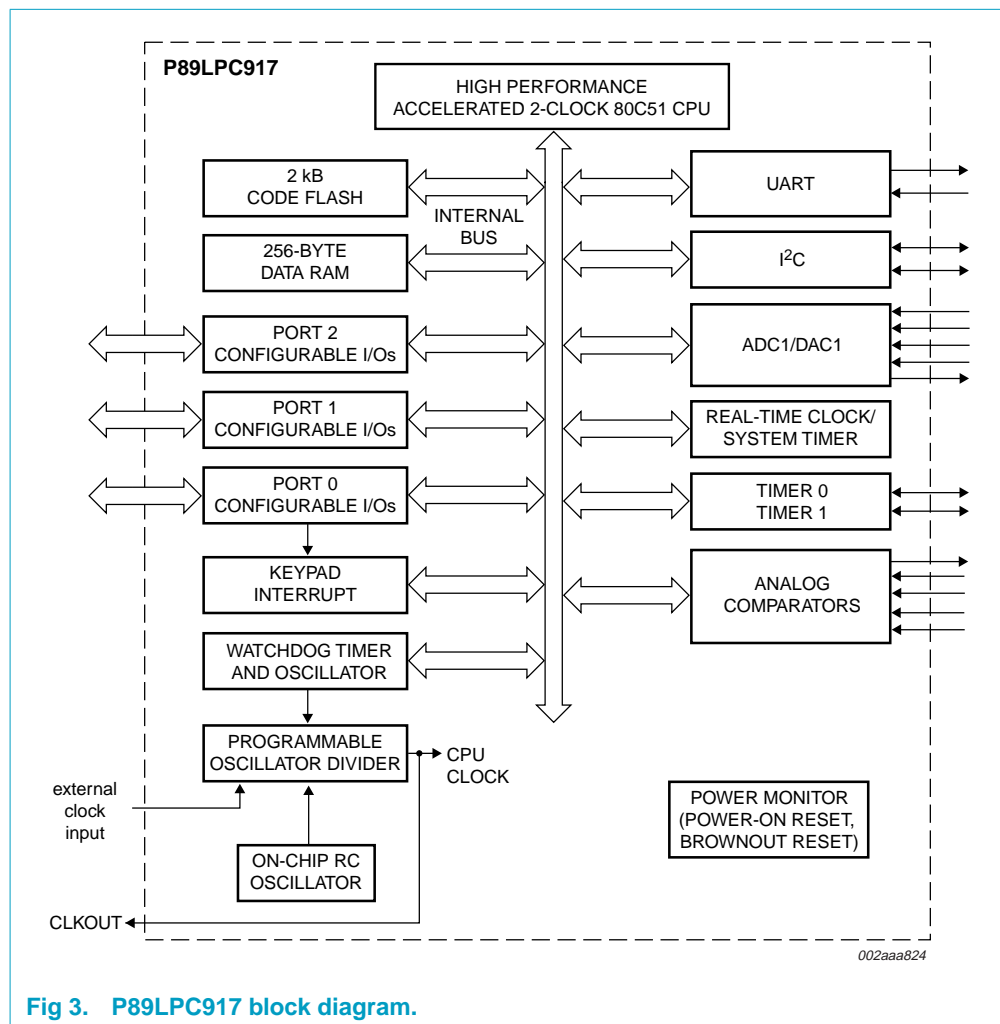 P89LPC917
HIGH PERFORMANCE
ACCELERATED 2-CLOCK 80C51 CPU
2 kB
CODE FLASH
INTERNAL
BUS
256-BYTE
DATA RAM
PORT 2
CONFIGURABLE I/Os
PORT 1
CONFIGURABLE I/Os
PORT 0
CONFIGURABLE I/Os
KEYPAD
INTERRUPT
WATCHDOG TIMER
AND OSCILLATOR
PROGRAMMABLE
OSCILLATOR DIVIDER
CPU
CLOCK
external
clock
input
ON-CHIP RC
OSCILLATOR
CLKOUT
UART
I²C
ADC1/DAC1
REAL-TIME CLOCK/
SYSTEM TIMER
TIMER 0
TIMER 1
ANALOG
COMPARATORS
POWER MONITOR
(POWER-ON RESET,
BROWNOUT RESET)
002aaa824
Fig 3. P89LPC917 block diagram.